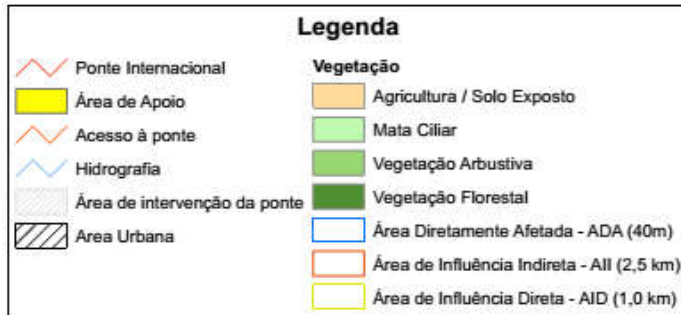 Legenda
Ponte Internacional
Área de Apoio
Acesso à ponte
Hidrografia
Área de intervenção da ponte
Area Urbana
Vegetação
Agricultura / Solo Exposto
Mata Ciliar
Vegetação Arbustiva
Vegetação Florestal
Área Diretamente Afetada - ADA (40m)
Área de Influência Indireta - AII (2,5 km)
Área de Influência Direta - AID (1,0 km)